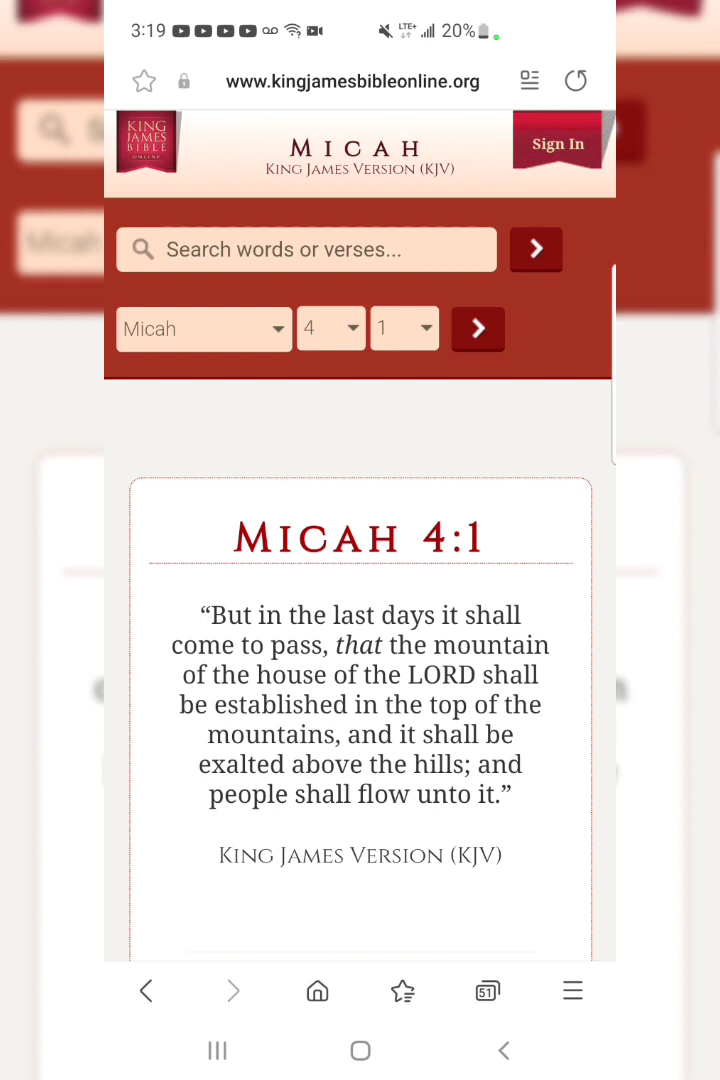 3:19 LTE+ 20%
www.kingjamesbibleonline.org
KING
JAMES
BIBLE
ONLINE
MICAH
KING JAMES VERSION (KJV)
Sign In
Search words or verses...
Micah 4 1
MICAH 4:1
“But in the last days it shall
come to pass, that the mountain
of the house of the LORD shall
be established in the top of the
mountains, and it shall be
exalted above the hills; and
people shall flow unto it.”
KING JAMES VERSION (KJV)
51